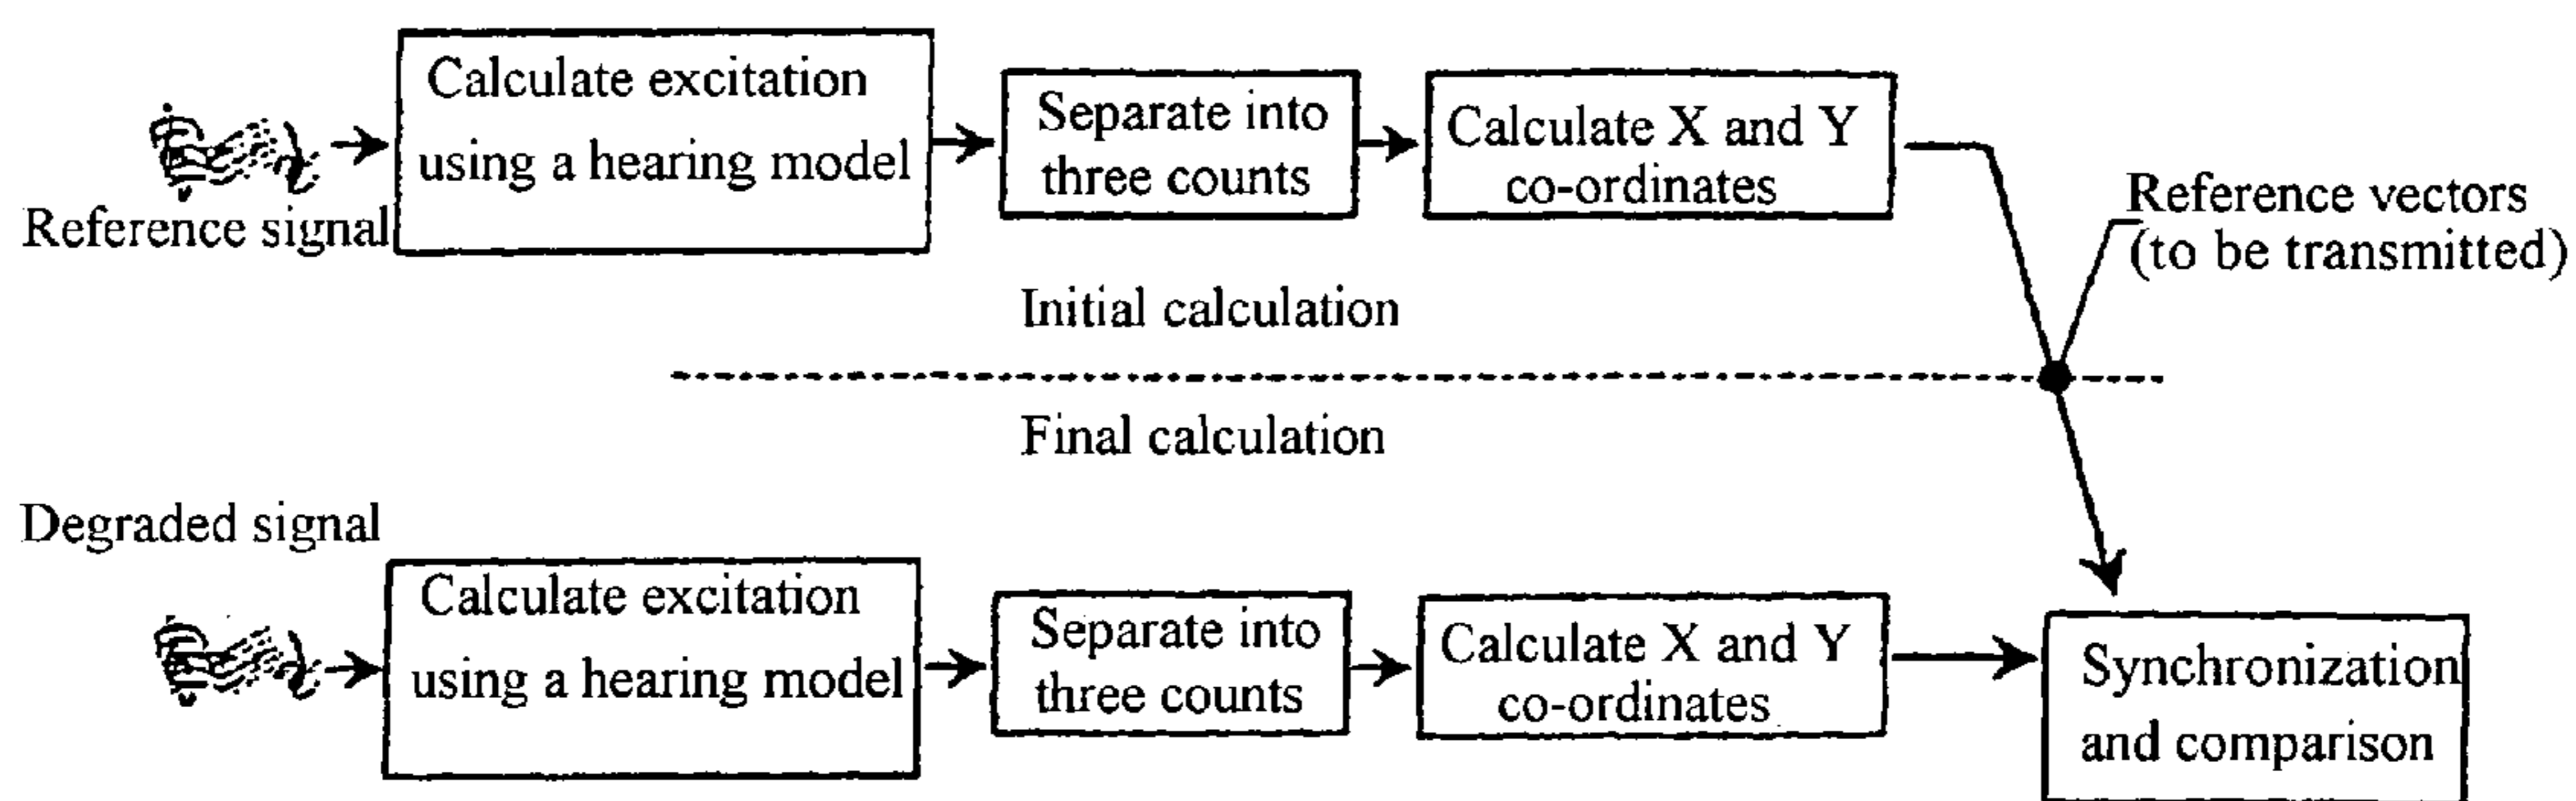 Calculate excitation
using a hearing model
Separate into
three counts
Calculate X and Y
co-ordinates
Reference signal
Reference vectors
(to be transmitted)
Initial calculation
Final calculation
Degraded signal
Calculate excitation
using a hearing model
Separate into
three counts
Calculate X and Y
co-ordinates
Synchronization
and comparison